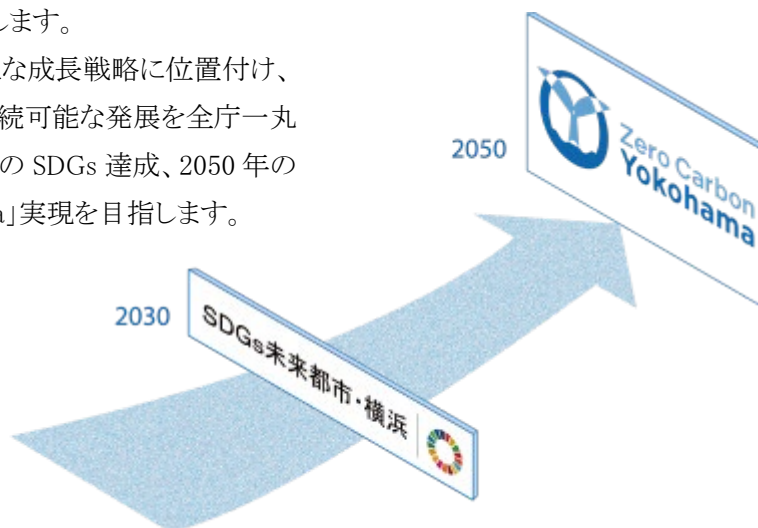 します。
な成長戦略に位置付け、
続可能な発展を全庁一丸
の SDGs 達成、2050 年の
」実現を目指します。
2050
Zero Carbon
Yokohama
2030
SDGs未来都市・横浜